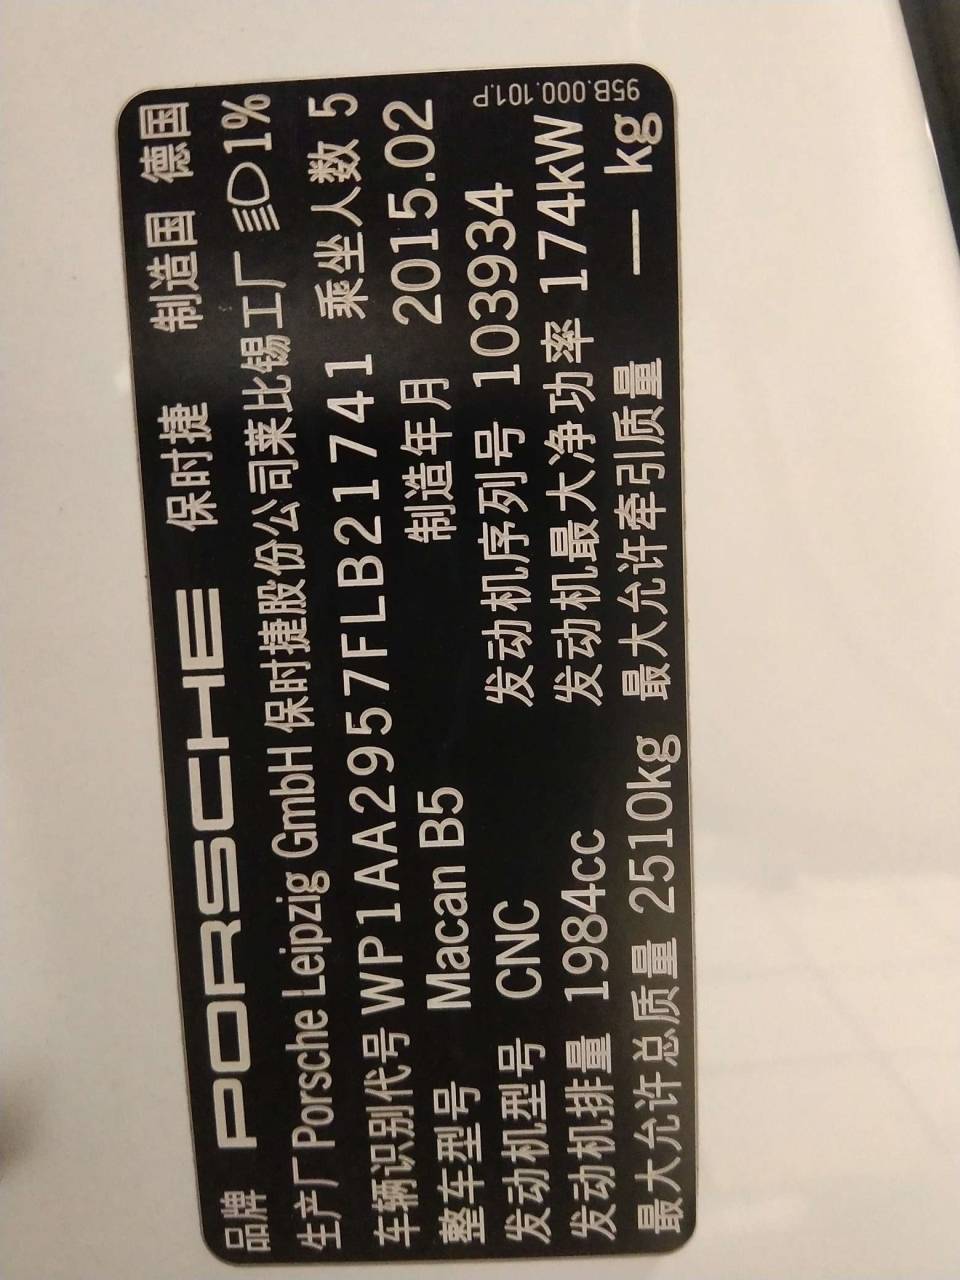 品牌 PORSCHE 保时捷 制造国 德国
生产厂 Porsche Leipzig GmbH 保时捷股份公司莱比锡工厂 1%
车辆识别代号 WP1AA2957FLB21741 乘坐人数 5
整车型号 Macan B5 制造年月 2015.02
发动机型号 CNC 发动机序列号 103934
发动机排量 1984cc 发动机最大净功率 174kW
最大允许总质量 2510kg 最大允许牵引质量 — kg
95B.000.101.P